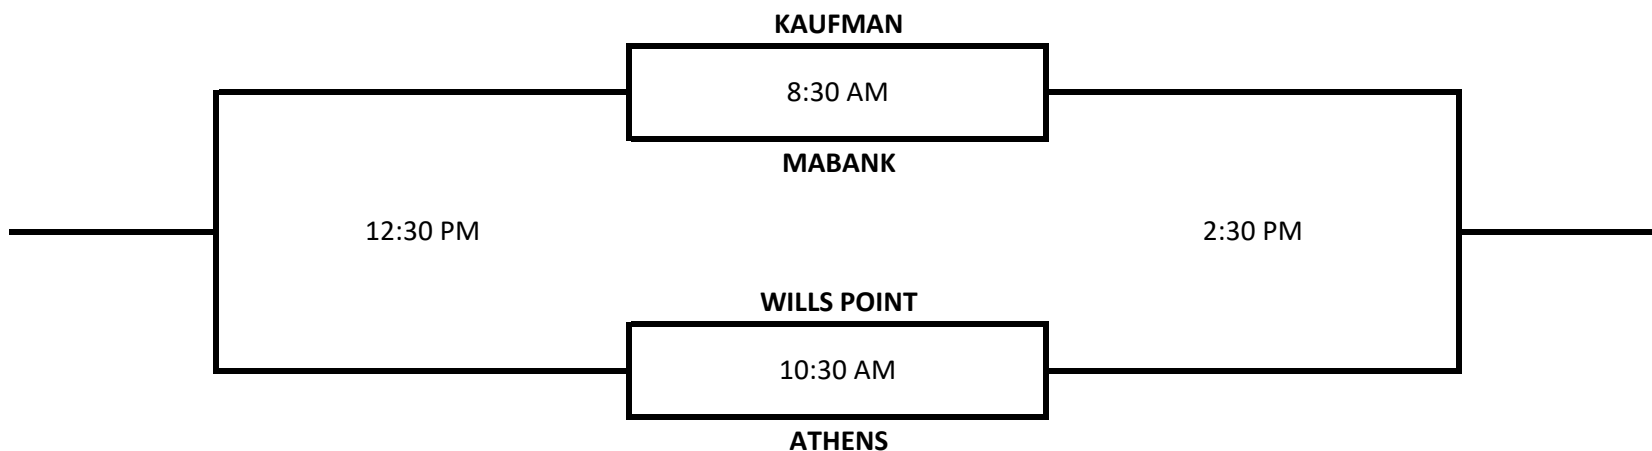 KAUFMAN
8:30 AM
MABANK
12:30 PM
2:30 PM
WILLS POINT
10:30 AM
ATHENS